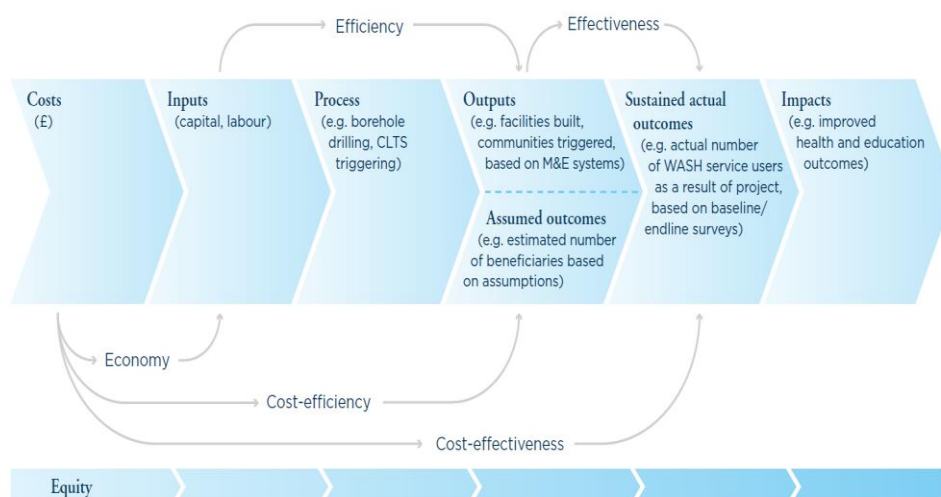 Efficiency
Effectiveness
Costs
(£)
Inputs
(capital, labour)
Process
(e.g. borehole
drilling, CLTS
triggering)
Outputs
(e.g. facilities built,
communities triggered,
based on M&E systems)
Assumed outcomes
(e.g. estimated number
of beneficiaries based
on assumptions)
Sustained actual
outcomes
(e.g. actual number
of WASH service users
as a result of project,
based on baseline/
endline surveys)
Impacts
(e.g. improved
health and education
outcomes)
Economy
Cost-efficiency
Cost-effectiveness
Equity